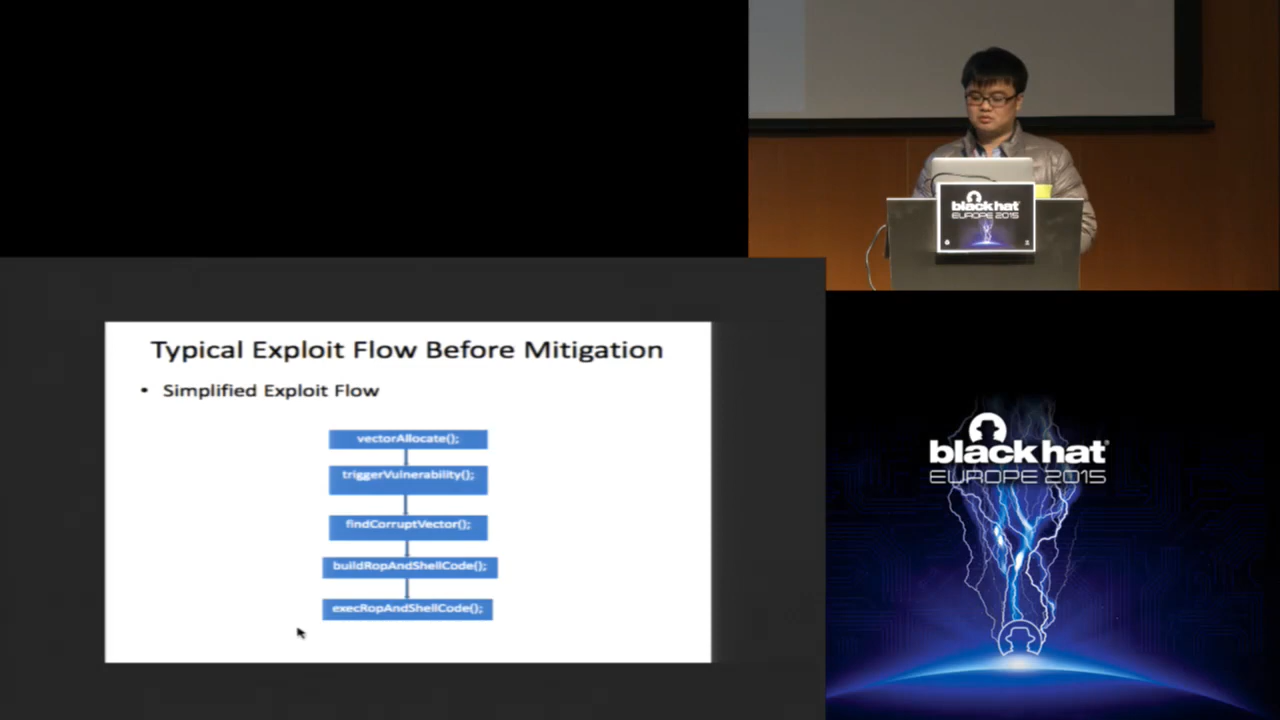 black hat
EUROPE 2015
Typical Exploit Flow Before Mitigation
• Simplified Exploit Flow
vectorAllocate();
triggerVulnerability();
findCorruptVector();
buildRopAndShellCode();
execRopAndShellCode();
black hat
EUROPE 2015